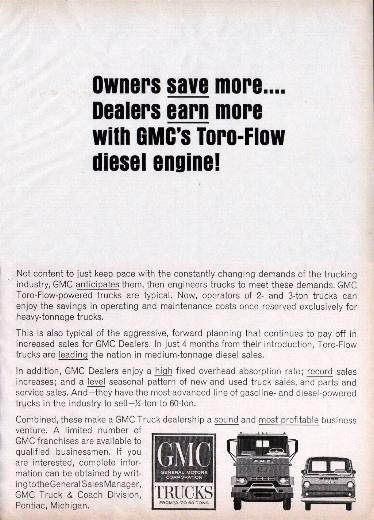 Owners save more....
Dealers earn more
with GMC's Toro-Flow
diesel engine!
Not content to just keep pace with the constantly changing demands of the trucking
industry, GMC anticipates them, then engineers trucks to meet these demands. GMC
Toro-Flow-powered trucks are typical. Now, operators of 2- and 3-ton trucks can
enjoy the savings in operating and maintenance costs once reserved exclusively for
heavy-tonnage trucks.
This is also typical of the aggressive, forward planning that continues to pay off in
increased sales for GMC Dealers. In just 4 months from their introduction, Toro-Flow
trucks are leading the nation in medium-tonnage diesel sales.
In addition, GMC Dealers enjoy a high fixed overhead absorption rate; record sales
increases; and a level seasonal pattern of new and used truck sales, and parts and
service sales. And—they have the most advanced line of gasoline- and diesel-powered
trucks in the industry to sell—½-ton to 60-ton.
Combined, these make a GMC Truck dealership a sound and most profitable business
venture. A limited number of
GMC franchises are available to
qualified businessmen. If you
are interested, complete infor-
mation can be obtained by writ-
ing to the General Sales Manager,
GMC Truck & Coach Division,
Pontiac, Michigan.
GMC
GENERAL MOTORS
CORPORATION
TRUCKS
FROM ½ TO 60 TONS